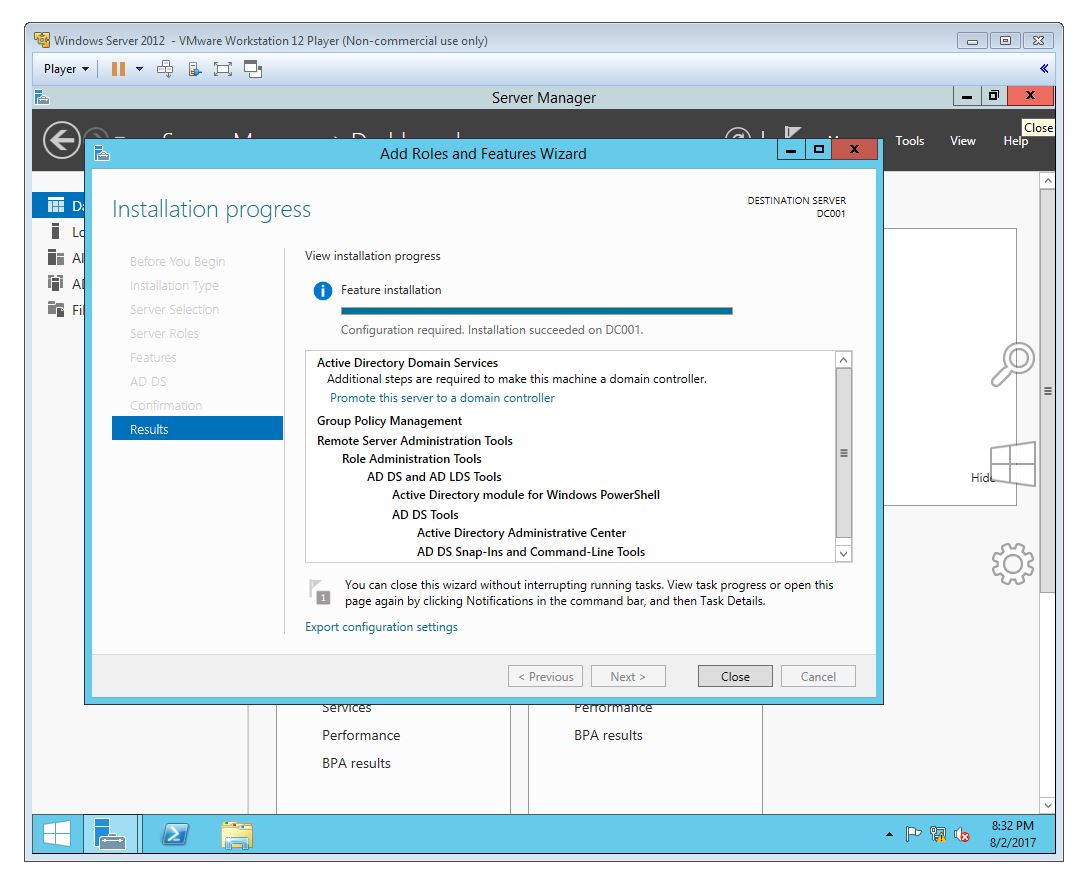 Windows Server 2012 - VMware Workstation 12 Player (Non-commercial use only)
Player
Server Manager
Close
Tools View Help
Add Roles and Features Wizard
Installation progress
DESTINATION SERVER
DC001
Before You Begin
Installation Type
Server Selection
Server Roles
Features
AD DS
Confirmation
Results
View installation progress
Feature installation
Configuration required. Installation succeeded on DC001.
Active Directory Domain Services
Additional steps are required to make this machine a domain controller.
Promote this server to a domain controller
Group Policy Management
Remote Server Administration Tools
Role Administration Tools
AD DS and AD LDS Tools
Active Directory module for Windows PowerShell
AD DS Tools
Active Directory Administrative Center
AD DS Snap-Ins and Command-Line Tools
1
You can close this wizard without interrupting running tasks. View task progress or open this
page again by clicking Notifications in the command bar, and then Task Details.
Export configuration settings
< Previous
Next >
Close
Cancel
Services
Performance
BPA results
Performance
BPA results
8:32 PM
8/2/2017